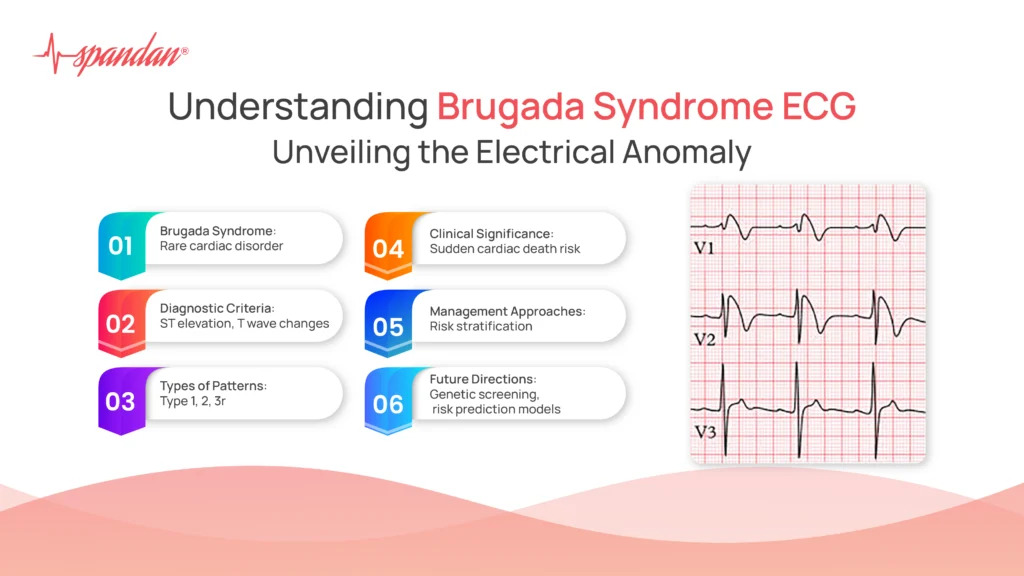 spandan®
Understanding Brugada Syndrome ECG
Unveiling the Electrical Anomaly
01
Brugada Syndrome:
Rare cardiac disorder
02
Diagnostic Criteria:
ST elevation, T wave changes
03
Types of Patterns:
Type 1, 2, 3r
04
Clinical Significance:
Sudden cardiac death risk
05
Management Approaches:
Risk stratification
06
Future Directions:
Genetic screening,
risk prediction models
V1
V2
V3